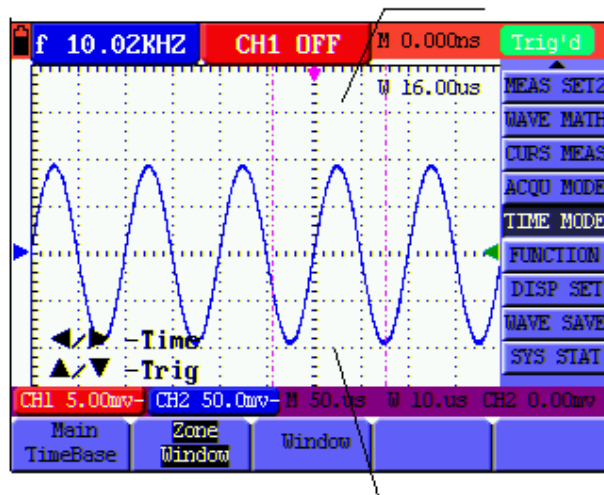 f 10.02KHZ CH1 OFF M 0.000ns Trig'd
W 16.00us
MEAS SET2
WAVE MATH
CURS MEAS
ACQU MODE
TIME MODE
FUNCTION
DISP SET
WAVE SAVE
SYS STAT
◀/▶ -Time
▲/▼ -Trig
CH1 5.00mv- CH2 50.0mv- M 50.us W 10.us CH2 0.00mv
Main TimeBase
Zone Window
Window